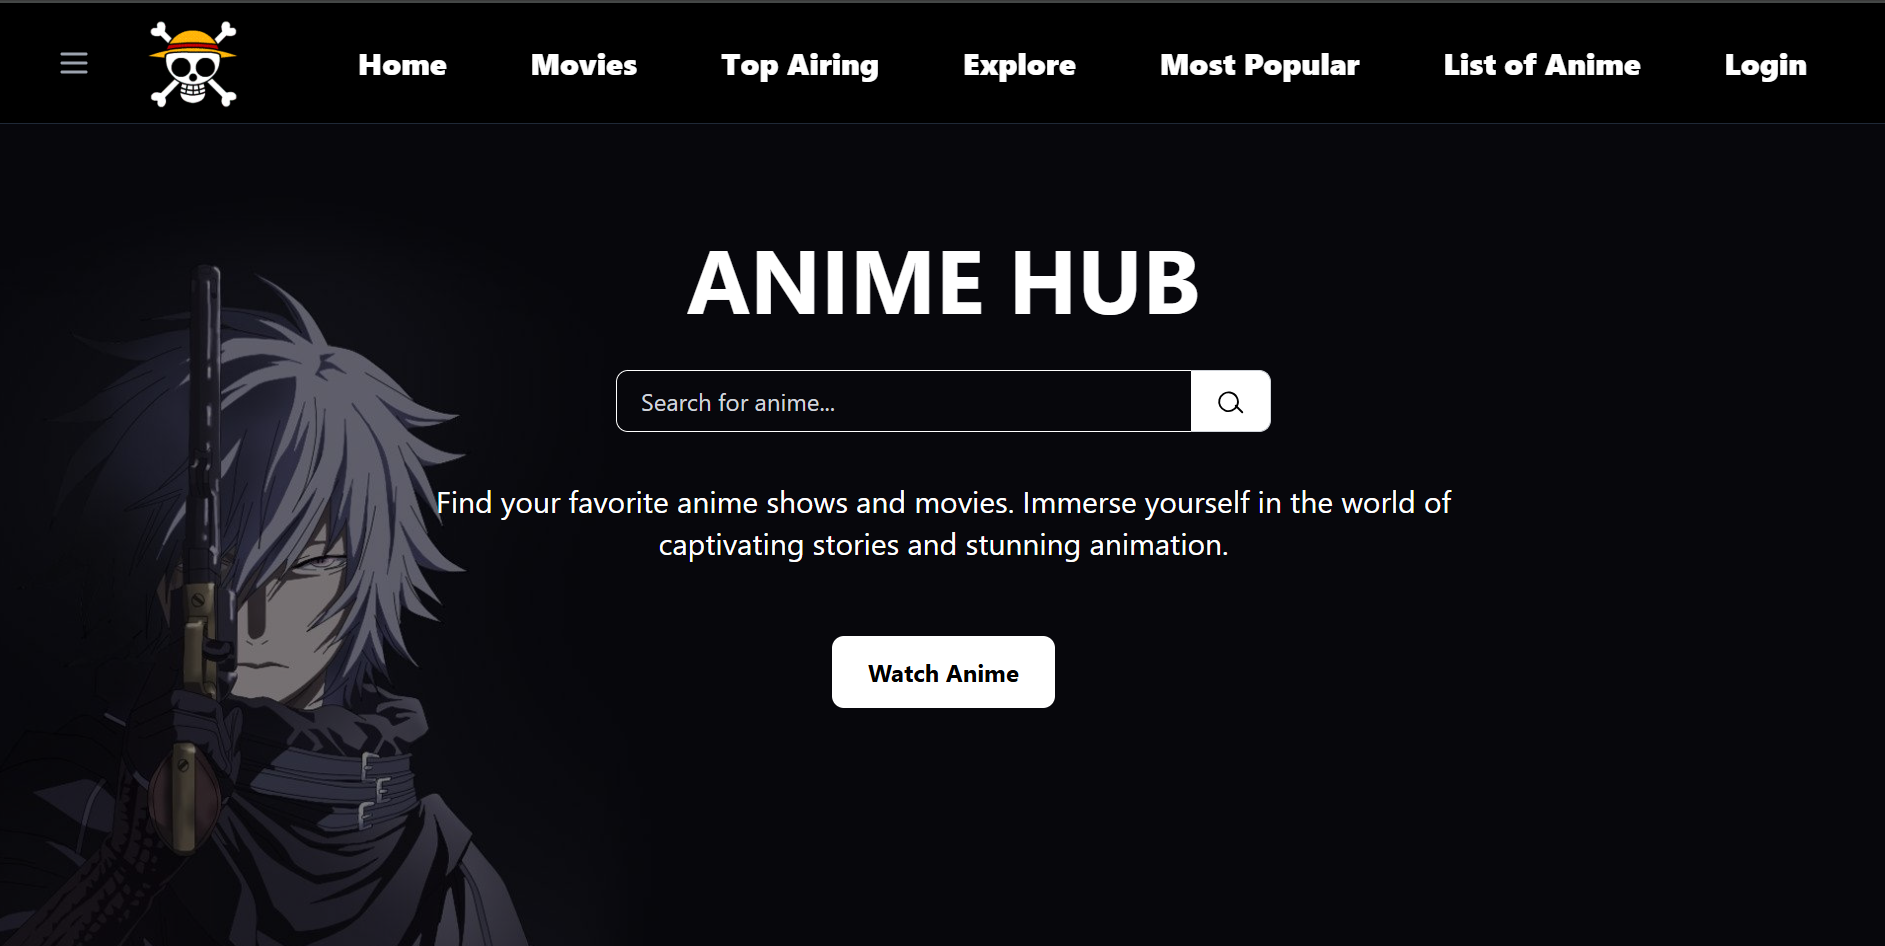 Home Movies Top Airing Explore Most Popular List of Anime Login
ANIME HUB
Search for anime...
Find your favorite anime shows and movies. Immerse yourself in the world of
captivating stories and stunning animation.
Watch Anime